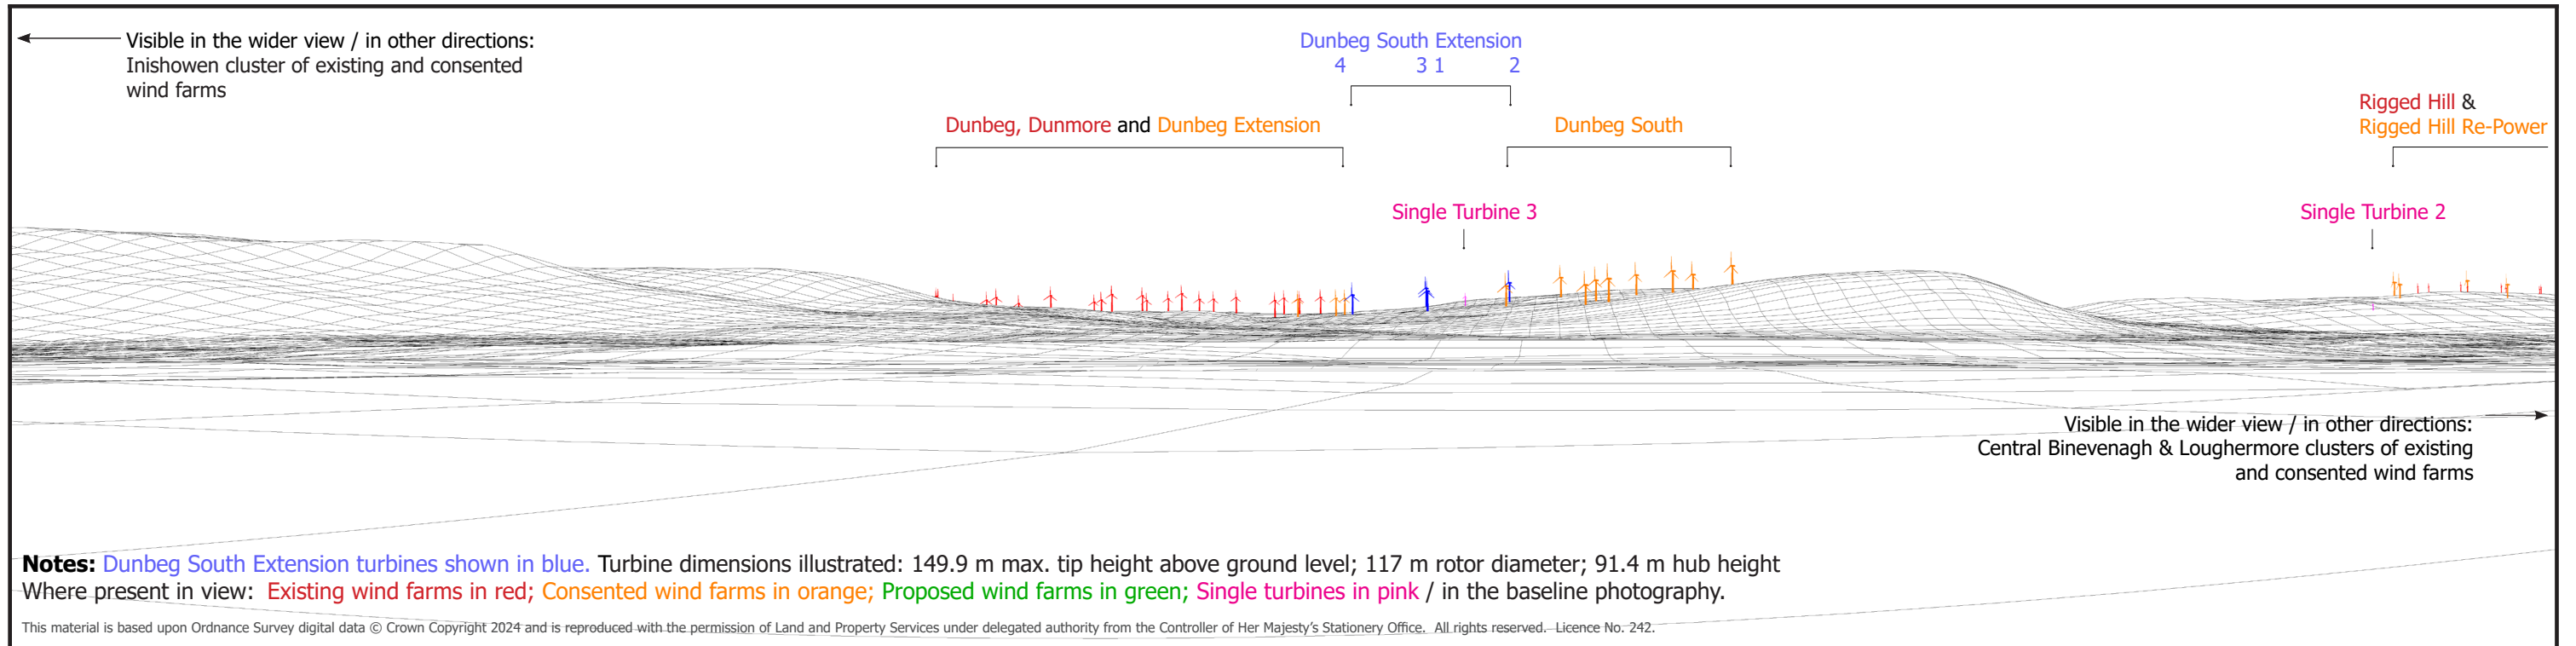 Visible in the wider view / in other directions:
Inishowen cluster of existing and consented
wind farms
Dunbeg South Extension
4 3 1 2
Dunbeg, Dunmore and Dunbeg Extension
Dunbeg South
Rigged Hill &
Rigged Hill Re-Power
Single Turbine 3
Single Turbine 2
Visible in the wider view / in other directions:
Central Binevenagh & Loughermore clusters of existing
and consented wind farms
Notes: Dunbeg South Extension turbines shown in blue. Turbine dimensions illustrated: 149.9 m max. tip height above ground level; 117 m rotor diameter; 91.4 m hub height
Where present in view: Existing wind farms in red; Consented wind farms in orange; Proposed wind farms in green; Single turbines in pink / in the baseline photography.
This material is based upon Ordnance Survey digital data © Crown Copyright 2024 and is reproduced with the permission of Land and Property Services under delegated authority from the Controller of Her Majesty's Stationery Office. All rights reserved. Licence No. 242.